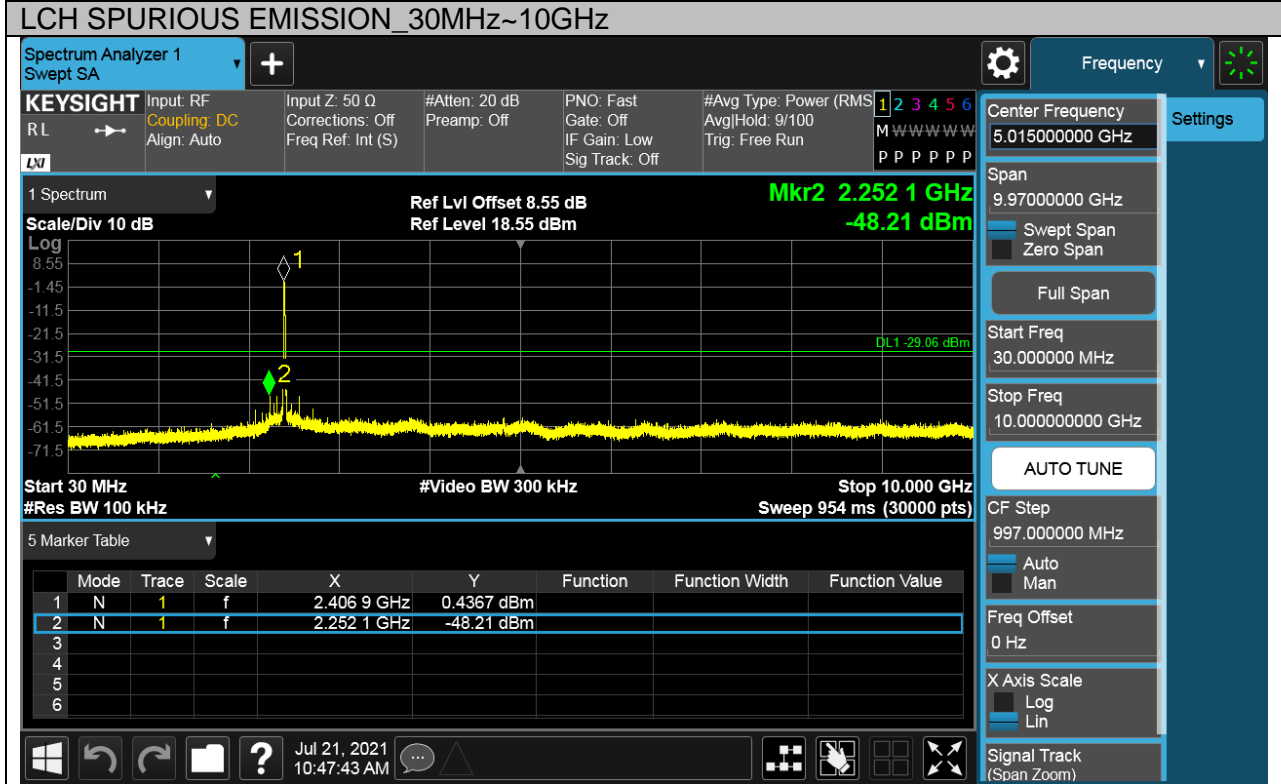 LCH SPURIOUS EMISSION_30MHz~10GHz
Spectrum Analyzer 1
Swept SA
+
Frequency
KEYSIGHT
RL
LXI
Input: RF
Coupling: DC
Align: Auto
Input Z: 50 Ω
Corrections: Off
Freq Ref: Int (S)
#Atten: 20 dB
Preamp: Off
PNO: Fast
Gate: Off
IF Gain: Low
Sig Track: Off
#Avg Type: Power (RMS
Avg|Hold: 9/100
Trig: Free Run
1 2 3 4 5 6
M W W W W W
P P P P P P
1 Spectrum
Scale/Div 10 dB
Ref Lvl Offset 8.55 dB
Ref Level 18.55 dBm
Mkr2 2.252 1 GHz
-48.21 dBm
Log
8.55
-1.45
-11.5
-21.5
-31.5
-41.5
-51.5
-61.5
-71.5
1
2
DL1 -29.06 dBm
Start 30 MHz
#Video BW 300 kHz
Stop 10.000 GHz
#Res BW 100 kHz
Sweep 954 ms (30000 pts)
5 Marker Table
Mode Trace Scale X Y Function Function Width Function Value
1 N 1 f 2.406 9 GHz 0.4367 dBm
2 N 1 f 2.252 1 GHz -48.21 dBm
3
4
5
6
?
Jul 21, 2021
10:47:43 AM
Center Frequency
5.015000000 GHz
Settings
Span
9.97000000 GHz
Swept Span
Zero Span
Full Span
Start Freq
30.000000 MHz
Stop Freq
10.000000000 GHz
AUTO TUNE
CF Step
997.000000 MHz
Auto
Man
Freq Offset
0 Hz
X Axis Scale
Log
Lin
Signal Track
(Span Zoom)